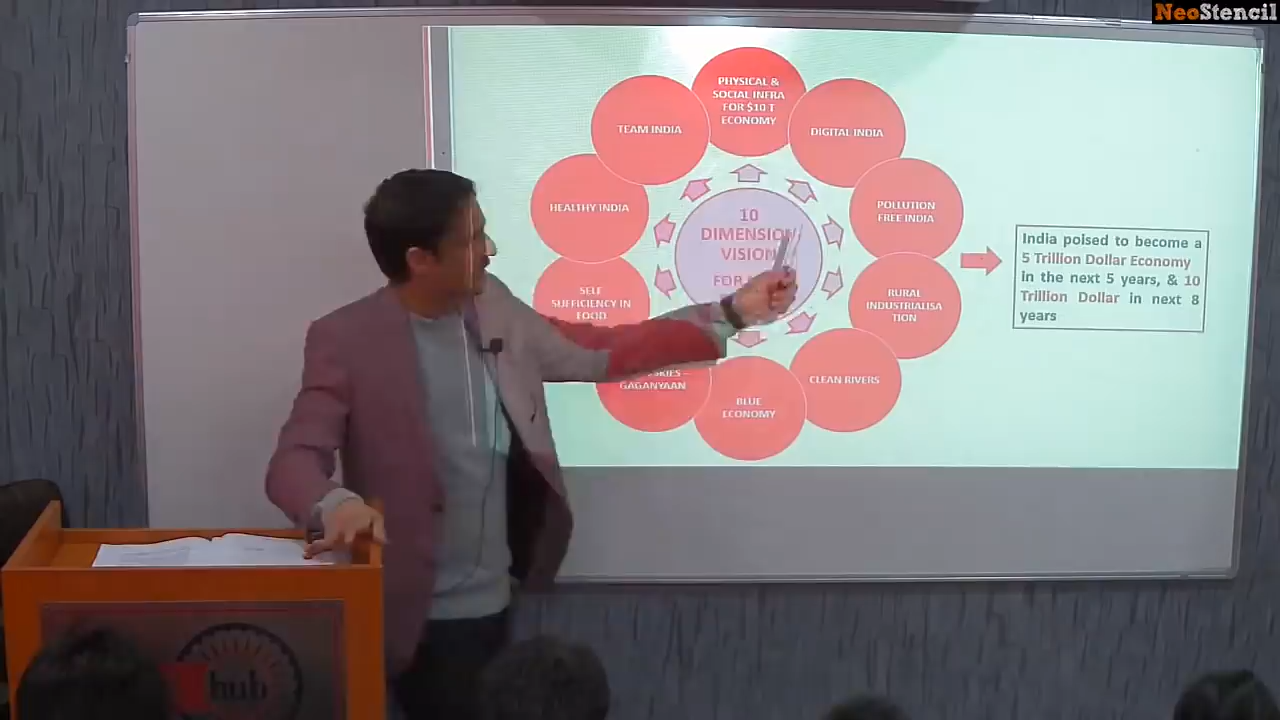 NeoStencil
PHYSICAL &
SOCIAL INFRA
FOR $10 T
ECONOMY
TEAM INDIA
DIGITAL INDIA
HEALTHY INDIA
POLLUTION
FREE INDIA
10
DIMENSION
VISION
FOR
SELF
SUFFICIENCY IN
FOOD
RURAL
INDUSTRIALISA
TION
SKIES –
GAGANYAAN
BLUE
ECONOMY
CLEAN RIVERS
India poised to become a
5 Trillion Dollar Economy
in the next 5 years, & 10
Trillion Dollar in next 8
years
hub